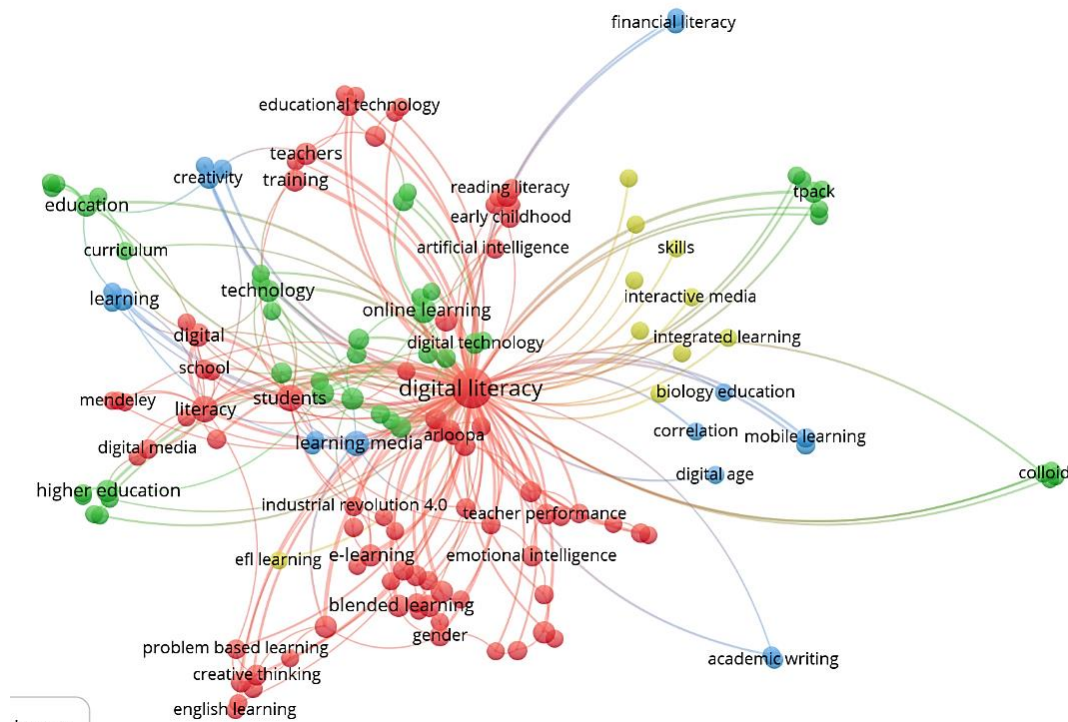 financial literacy
educational technology
teachers
training
creativity
reading literacy
tpack
education
early childhood
curriculum
artificial intelligence
skills
learning
technology
interactive media
online learning
digital
digital technology
integrated learning
school
digital literacy
biology education
mendeley
literacy
students
arloopa
correlation
mobile learning
digital media
learning media
digital age
colloid
higher education
industrial revolution 4.0
teacher performance
efl learning
e-learning
emotional intelligence
blended learning
gender
problem based learning
academic writing
creative thinking
english learning